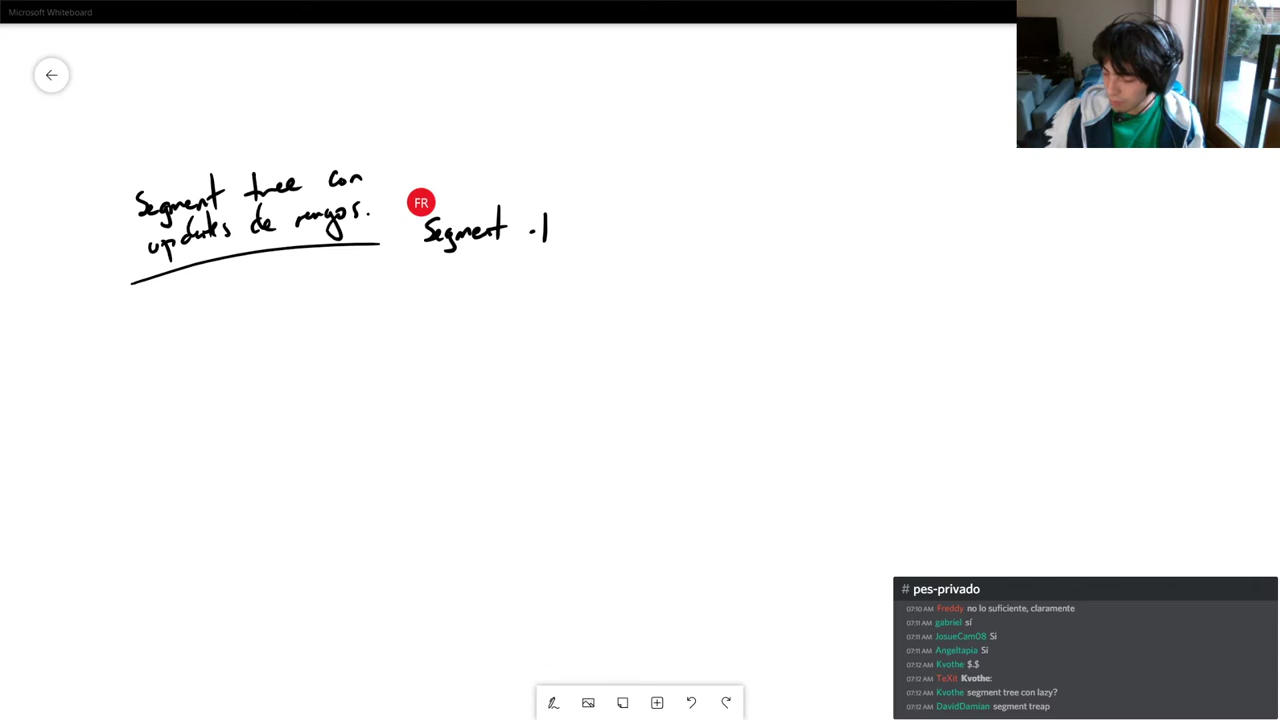 Microsoft Whiteboard
Segment tree con
updates de rangos.
FR
Segment
# pes-privado
07:10 AM Freddy no lo suficiente, claramente
07:11 AM gabriel sí
07:11 AM JosueCam08 Si
07:11 AM Angeltapia Sí
07:12 AM Kvothe $.$
07:12 AM TeXit Kvothe:
07:12 AM Kvothe segment tree con lazy?
07:12 AM DavidDamian segment treap